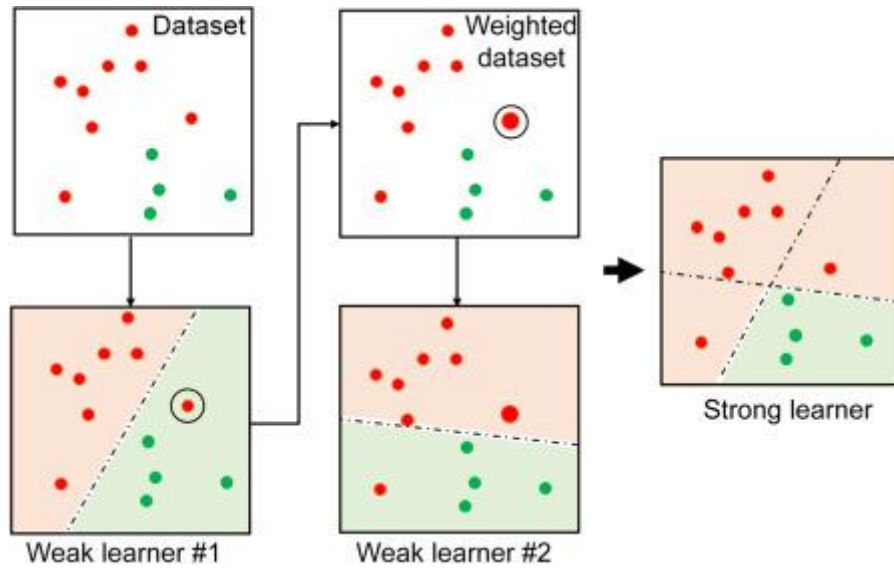 Dataset
Weighted
dataset
Weak learner #1
Weak learner #2
Strong learner